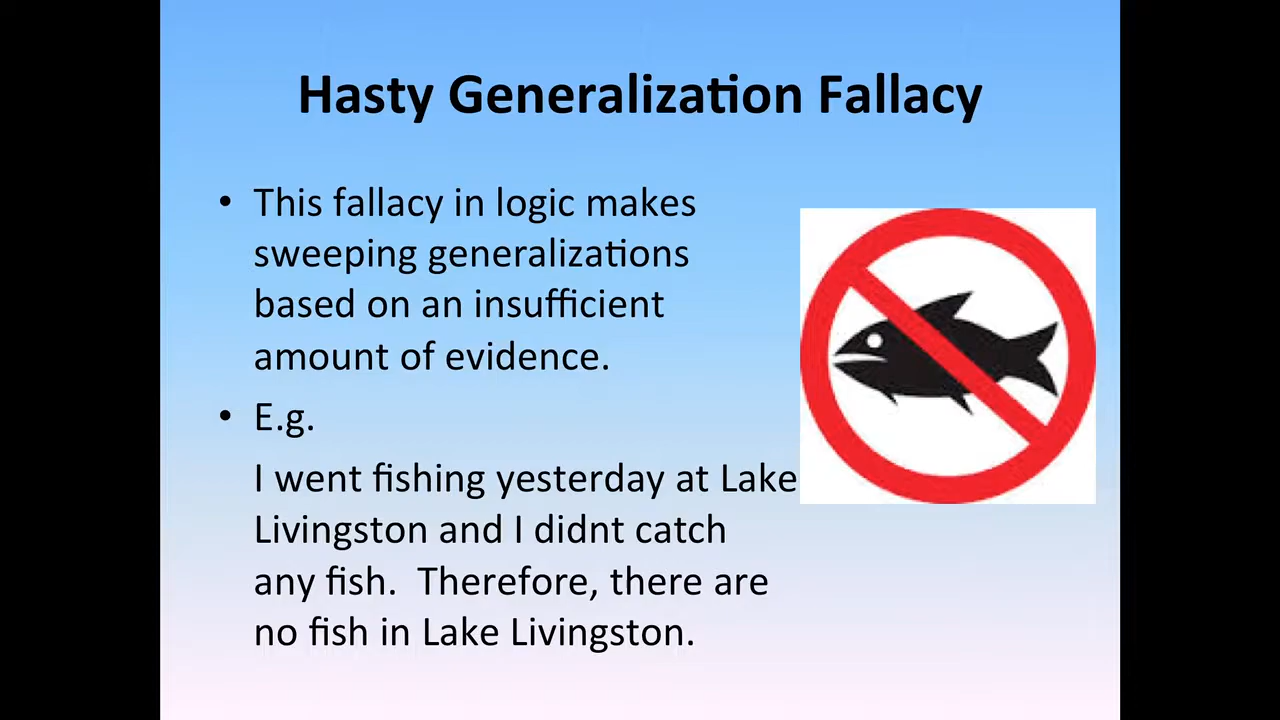 Hasty Generalization Fallacy
• This fallacy in logic makes
sweeping generalizations
based on an insufficient
amount of evidence.
• E.g.
I went fishing yesterday at Lake
Livingston and I didnt catch
any fish.  Therefore, there are
no fish in Lake Livingston.